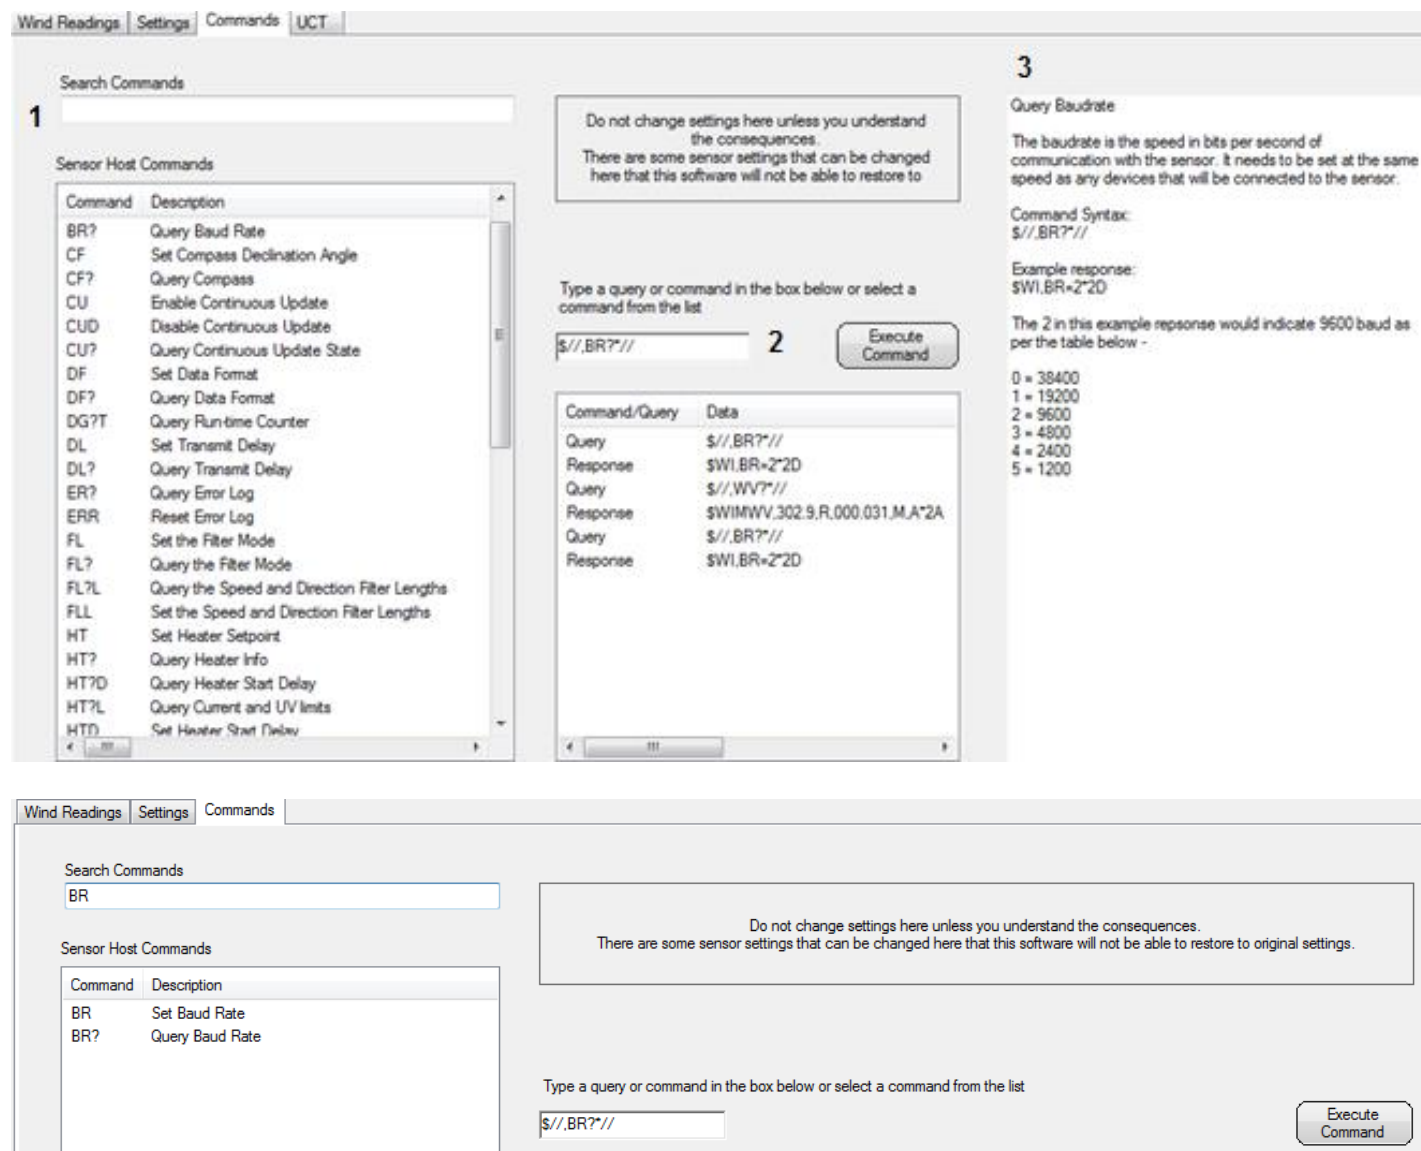 Wind Readings Settings Commands UCT
Search Commands
1
Sensor Host Commands
Command Description
BR? Query Baud Rate
CF Set Compass Declination Angle
CF? Query Compass
CU Enable Continuous Update
CUD Disable Continuous Update
CU? Query Continuous Update State
DF Set Data Format
DF? Query Data Format
DG?T Query Run-time Counter
DL Set Transmit Delay
DL? Query Transmit Delay
ER? Query Error Log
ERR Reset Error Log
FL Set the Filter Mode
FL? Query the Filter Mode
FL?L Query the Speed and Direction Filter Lengths
FLL Set the Speed and Direction Filter Lengths
HT Set Heater Setpoint
HT? Query Heater Info
HT?D Query Heater Start Delay
HT?L Query Current and UV limits
HTD Set Heater Start Delay
Do not change settings here unless you understand
the consequences.
There are some sensor settings that can be changed
here that this software will not be able to restore to
Type a query or command in the box below or select a
command from the list
$//,BR?*//
2
Execute
Command
Command/Query Data
Query $//,BR?*//
Response $WI,BR=2*2D
Query $//,WV?*//
Response $WIMWV,302.9,R,000.031,M,A*2A
Query $//,BR?*//
Response $WI,BR=2*2D
3
Query Baudrate
The baudrate is the speed in bits per second of
communication with the sensor. It needs to be set at the same
speed as any devices that will be connected to the sensor.
Command Syntax:
$//,BR?*//
Example response:
$WI,BR=2*2D
The 2 in this example repsonse would indicate 9600 baud as
per the table below -
0 = 38400
1 = 19200
2 = 9600
3 = 4800
4 = 2400
5 = 1200
Wind Readings Settings Commands
Search Commands
BR
Sensor Host Commands
Command Description
BR Set Baud Rate
BR? Query Baud Rate
Do not change settings here unless you understand the consequences.
There are some sensor settings that can be changed here that this software will not be able to restore to original settings.
Type a query or command in the box below or select a command from the list
$//,BR?*//
Execute
Command